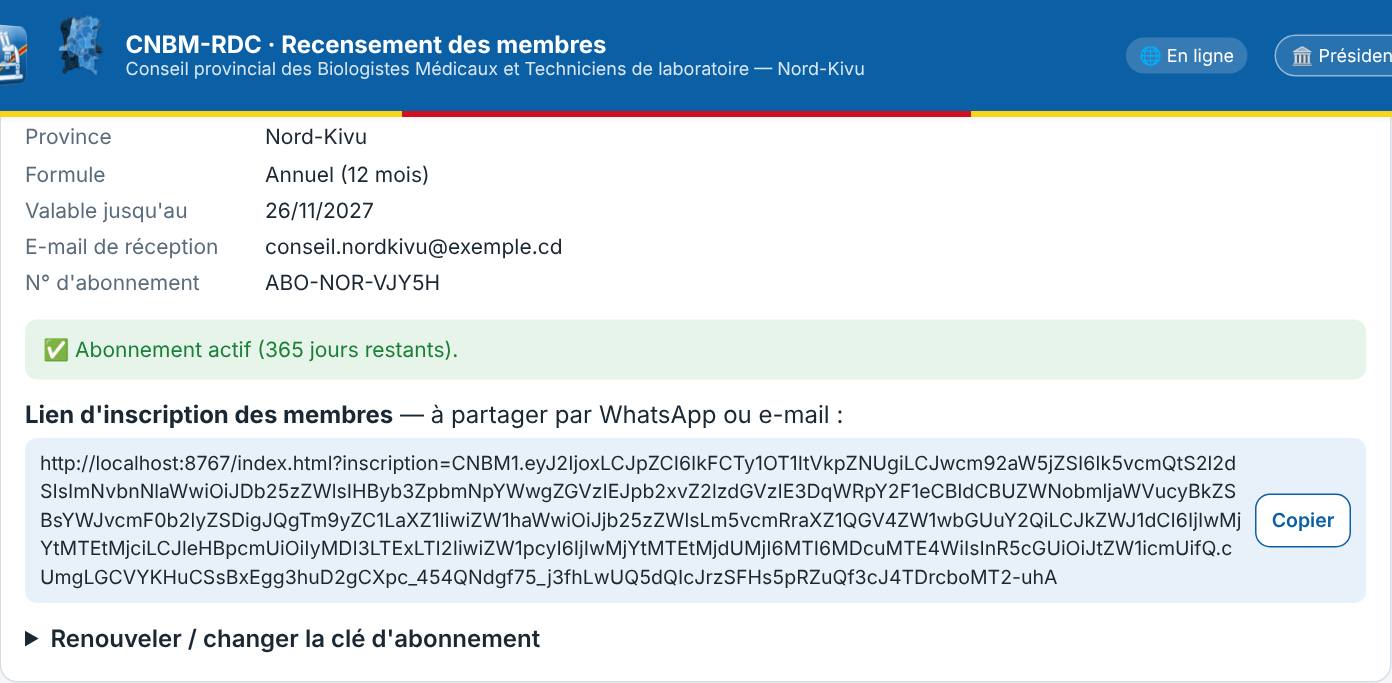 CNBM-RDC · Recensement des membres
Conseil provincial des Biologistes Médicaux et Techniciens de laboratoire — Nord-Kivu
En ligne
Présiden
Province Nord-Kivu
Formule Annuel (12 mois)
Valable jusqu'au 26/11/2027
E-mail de réception conseil.nordkivu@exemple.cd
N° d'abonnement ABO-NOR-VJY5H
✅ Abonnement actif (365 jours restants).
Lien d'inscription des membres — à partager par WhatsApp ou e-mail :
http://localhost:8767/index.html?inscription=CNBM1.eyJ2IjoxLCJpZCI6IkFCTy1OT1ItVkpZNUgiLCJwcm92aW5jZSI6Ik5vcmQtS2l2d
SIsImNvbnNlaWwiOiJDb25zZWlsIHByb3ZpbmNpYWwgZGVzIEJpb2xvZ2lzdGVzIE3DqWRpY2F1eCBldCBUZWNobmljaWVucyBkZS
BsYWJvcmF0b2lyZSDigJQgTm9yZC1LaXZ1IiwiZW1haWwiOiJjb25zZWlsLm5vcmRraXZ1QGV4ZW1wbGUuY2QiLCJkZWJ1dCI6IjIwMj
YtMTEtMjciLCJleHBpcmUiOiIyMDI3LTExLTI2IiwiZW1pcyI6IjIwMjYtMTEtMjdUMjI6MTI6MDcuMTE4WiIsInR5cGUiOiJtZW1icmUifQ.c
UmgLGCVYKHuCSsBxEgg3huD2gCXpc_454QNdgf75_j3fhLwUQ5dQIcJrzSFHs5pRZuQf3cJ4TDrcboMT2-uhA
Copier
Renouveler / changer la clé d'abonnement